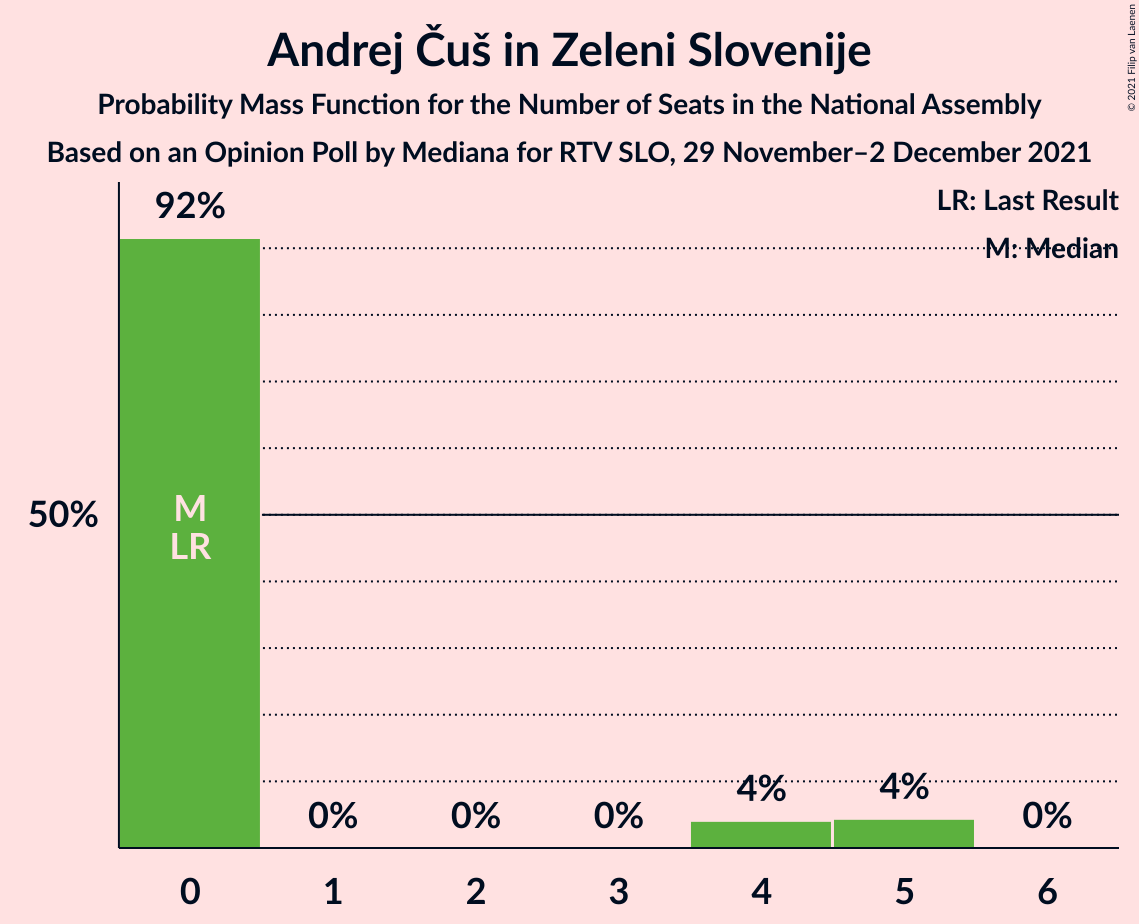 Andrej Čuš in Zeleni Slovenije
Probability Mass Function for the Number of Seats in the National Assembly
Based on an Opinion Poll by Mediana for RTV SLO, 29 November–2 December 2021
© 2021 Filip van Laenen
LR: Last Result
M: Median
92%
50%
M
LR
0%
0%
0%
4%
4%
0%
0
1
2
3
4
5
6